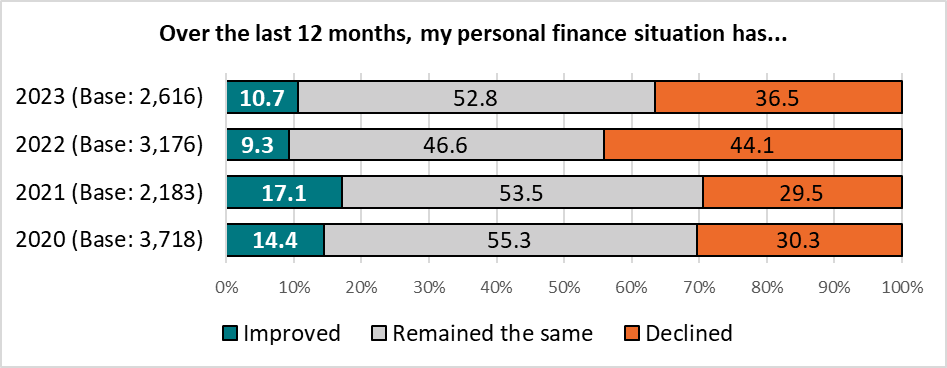 Over the last 12 months, my personal finance situation has...
2023 (Base: 2,616) 10.7 52.8 36.5
2022 (Base: 3,176) 9.3 46.6 44.1
2021 (Base: 2,183) 17.1 53.5 29.5
2020 (Base: 3,718) 14.4 55.3 30.3
0% 10% 20% 30% 40% 50% 60% 70% 80% 90% 100%
Improved Remained the same Declined